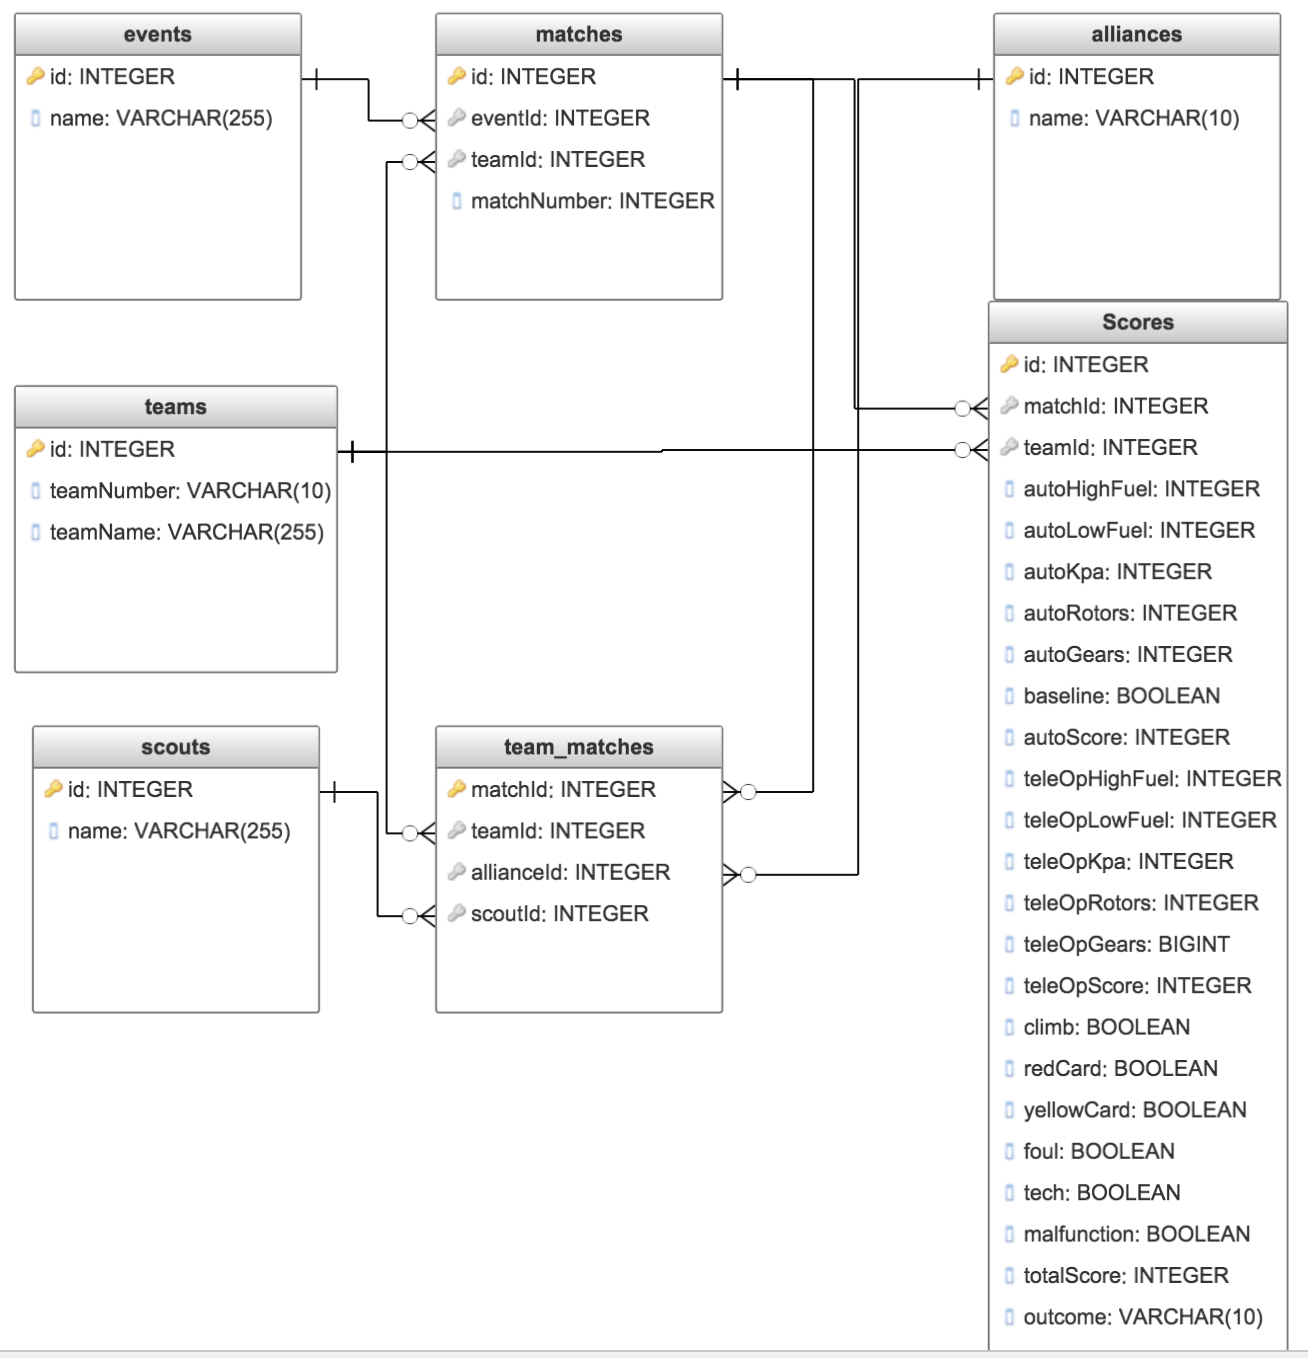 events
id: INTEGER
name: VARCHAR(255)
matches
id: INTEGER
eventId: INTEGER
teamId: INTEGER
matchNumber: INTEGER
alliances
id: INTEGER
name: VARCHAR(10)
teams
id: INTEGER
teamNumber: VARCHAR(10)
teamName: VARCHAR(255)
scouts
id: INTEGER
name: VARCHAR(255)
team_matches
matchId: INTEGER
teamId: INTEGER
allianceId: INTEGER
scoutId: INTEGER
Scores
id: INTEGER
matchId: INTEGER
teamId: INTEGER
autoHighFuel: INTEGER
autoLowFuel: INTEGER
autoKpa: INTEGER
autoRotors: INTEGER
autoGears: INTEGER
baseline: BOOLEAN
autoScore: INTEGER
teleOpHighFuel: INTEGER
teleOpLowFuel: INTEGER
teleOpKpa: INTEGER
teleOpRotors: INTEGER
teleOpGears: BIGINT
teleOpScore: INTEGER
climb: BOOLEAN
redCard: BOOLEAN
yellowCard: BOOLEAN
foul: BOOLEAN
tech: BOOLEAN
malfunction: BOOLEAN
totalScore: INTEGER
outcome: VARCHAR(10)